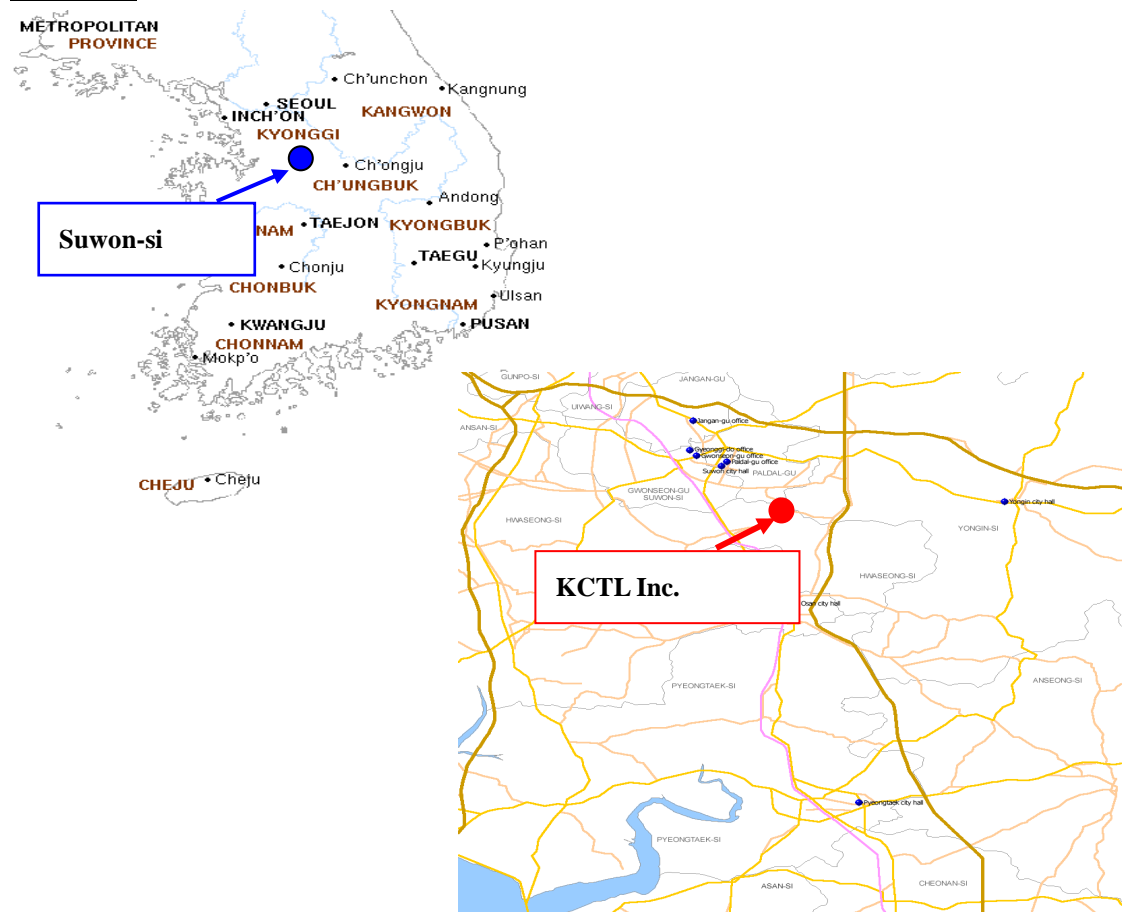 METROPOLITAN
PROVINCE
Ch'unchon
Kangnung
SEOUL
INCH'ON
KANGWON
KYONGGI
Ch'ongju
CH'UNGBUK
Andong
Suwon-si
NAM
TAEJON
KYONGBUK
P'ohan
TAEGU
Kyungju
Chonju
CHONBUK
Ulsan
KYONGNAM
KWANGJU
PUSAN
CHONNAM
Mokp'o
CHEJU
Cheju
GUNPO-SI
JANGAN-GU
UIWANG-SI
ANSAN-SI
Jangan-gu office
Gyeonggi-do office
Gwonseon-gu office
Paldal-gu office
Suwon city hall
PALDAL-GU
GWONSEON-GU
SUWON-SI
HWASEONG-SI
Yongin city hall
YONGIN-SI
KCTL Inc.
HWASEONG-SI
Osan city hall
PYEONGTAEK-SI
ANSEONG-SI
Pyeongtaek city hall
PYEONGTAEK-SI
ASAN-SI
CHEONAN-SI